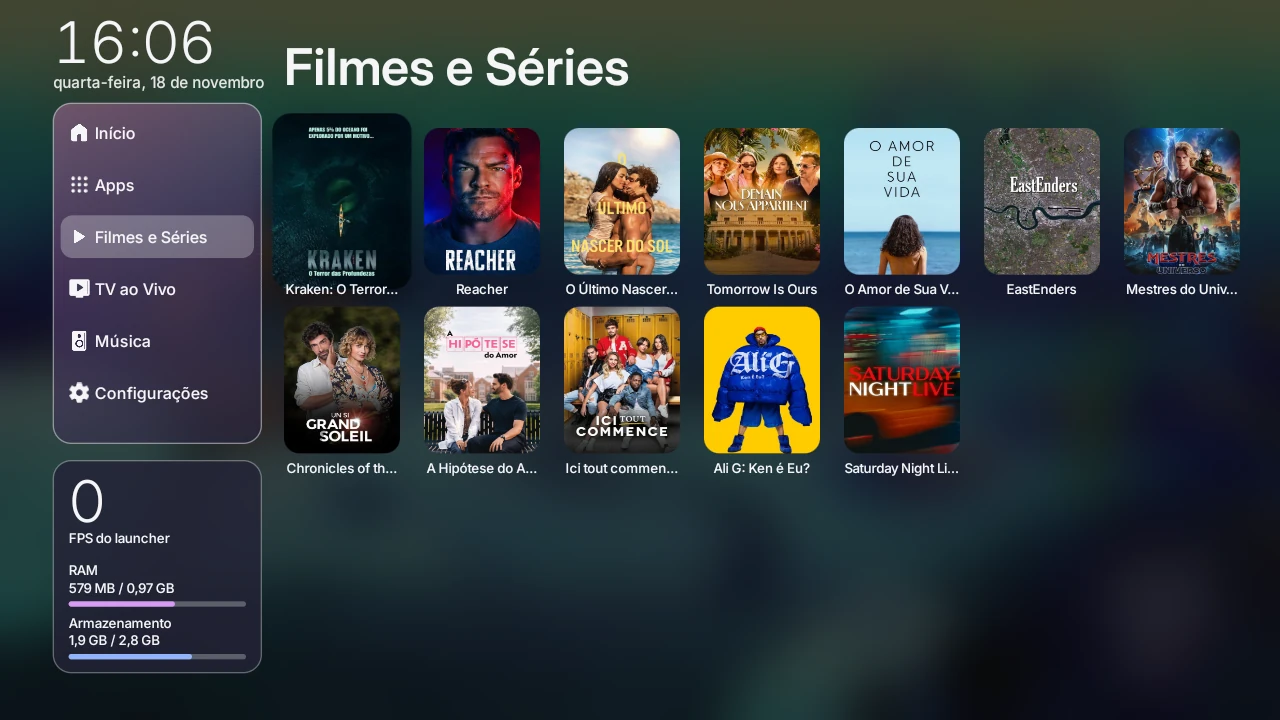 16:06
quarta-feira, 18 de novembro
Filmes e Séries
Início
Apps
Filmes e Séries
TV ao Vivo
Música
Configurações
0
FPS do launcher
RAM
579 MB / 0,97 GB
Armazenamento
1,9 GB / 2,8 GB
APENAS 5% DO OCEANO FOI
EXPLORADO POR UM MOTIVO...
KRAKEN
O Terror das Profundezas
Kraken: O Terror...
REACHER
Reacher
O
ÚLTIMO
NASCER DO SOL
O Último Nascer...
DEMAIN
NOUS APPARTIENT
Tomorrow Is Ours
O AMOR
DE
SUA
VIDA
O Amor de Sua V...
EastEnders
EastEnders
MESTRES
DO
UNIVERSO
Mestres do Univ...
UN SI
GRAND
SOLEIL
Chronicles of th...
A
HIPÓTESE
do Amor
A Hipótese do A...
ICI TOUT
COMMENCE
Ici tout commen...
Ali G
Ken É Eu?
Ali G: Ken é Eu?
SATURDAY
NIGHT LIVE
Saturday Night Li...